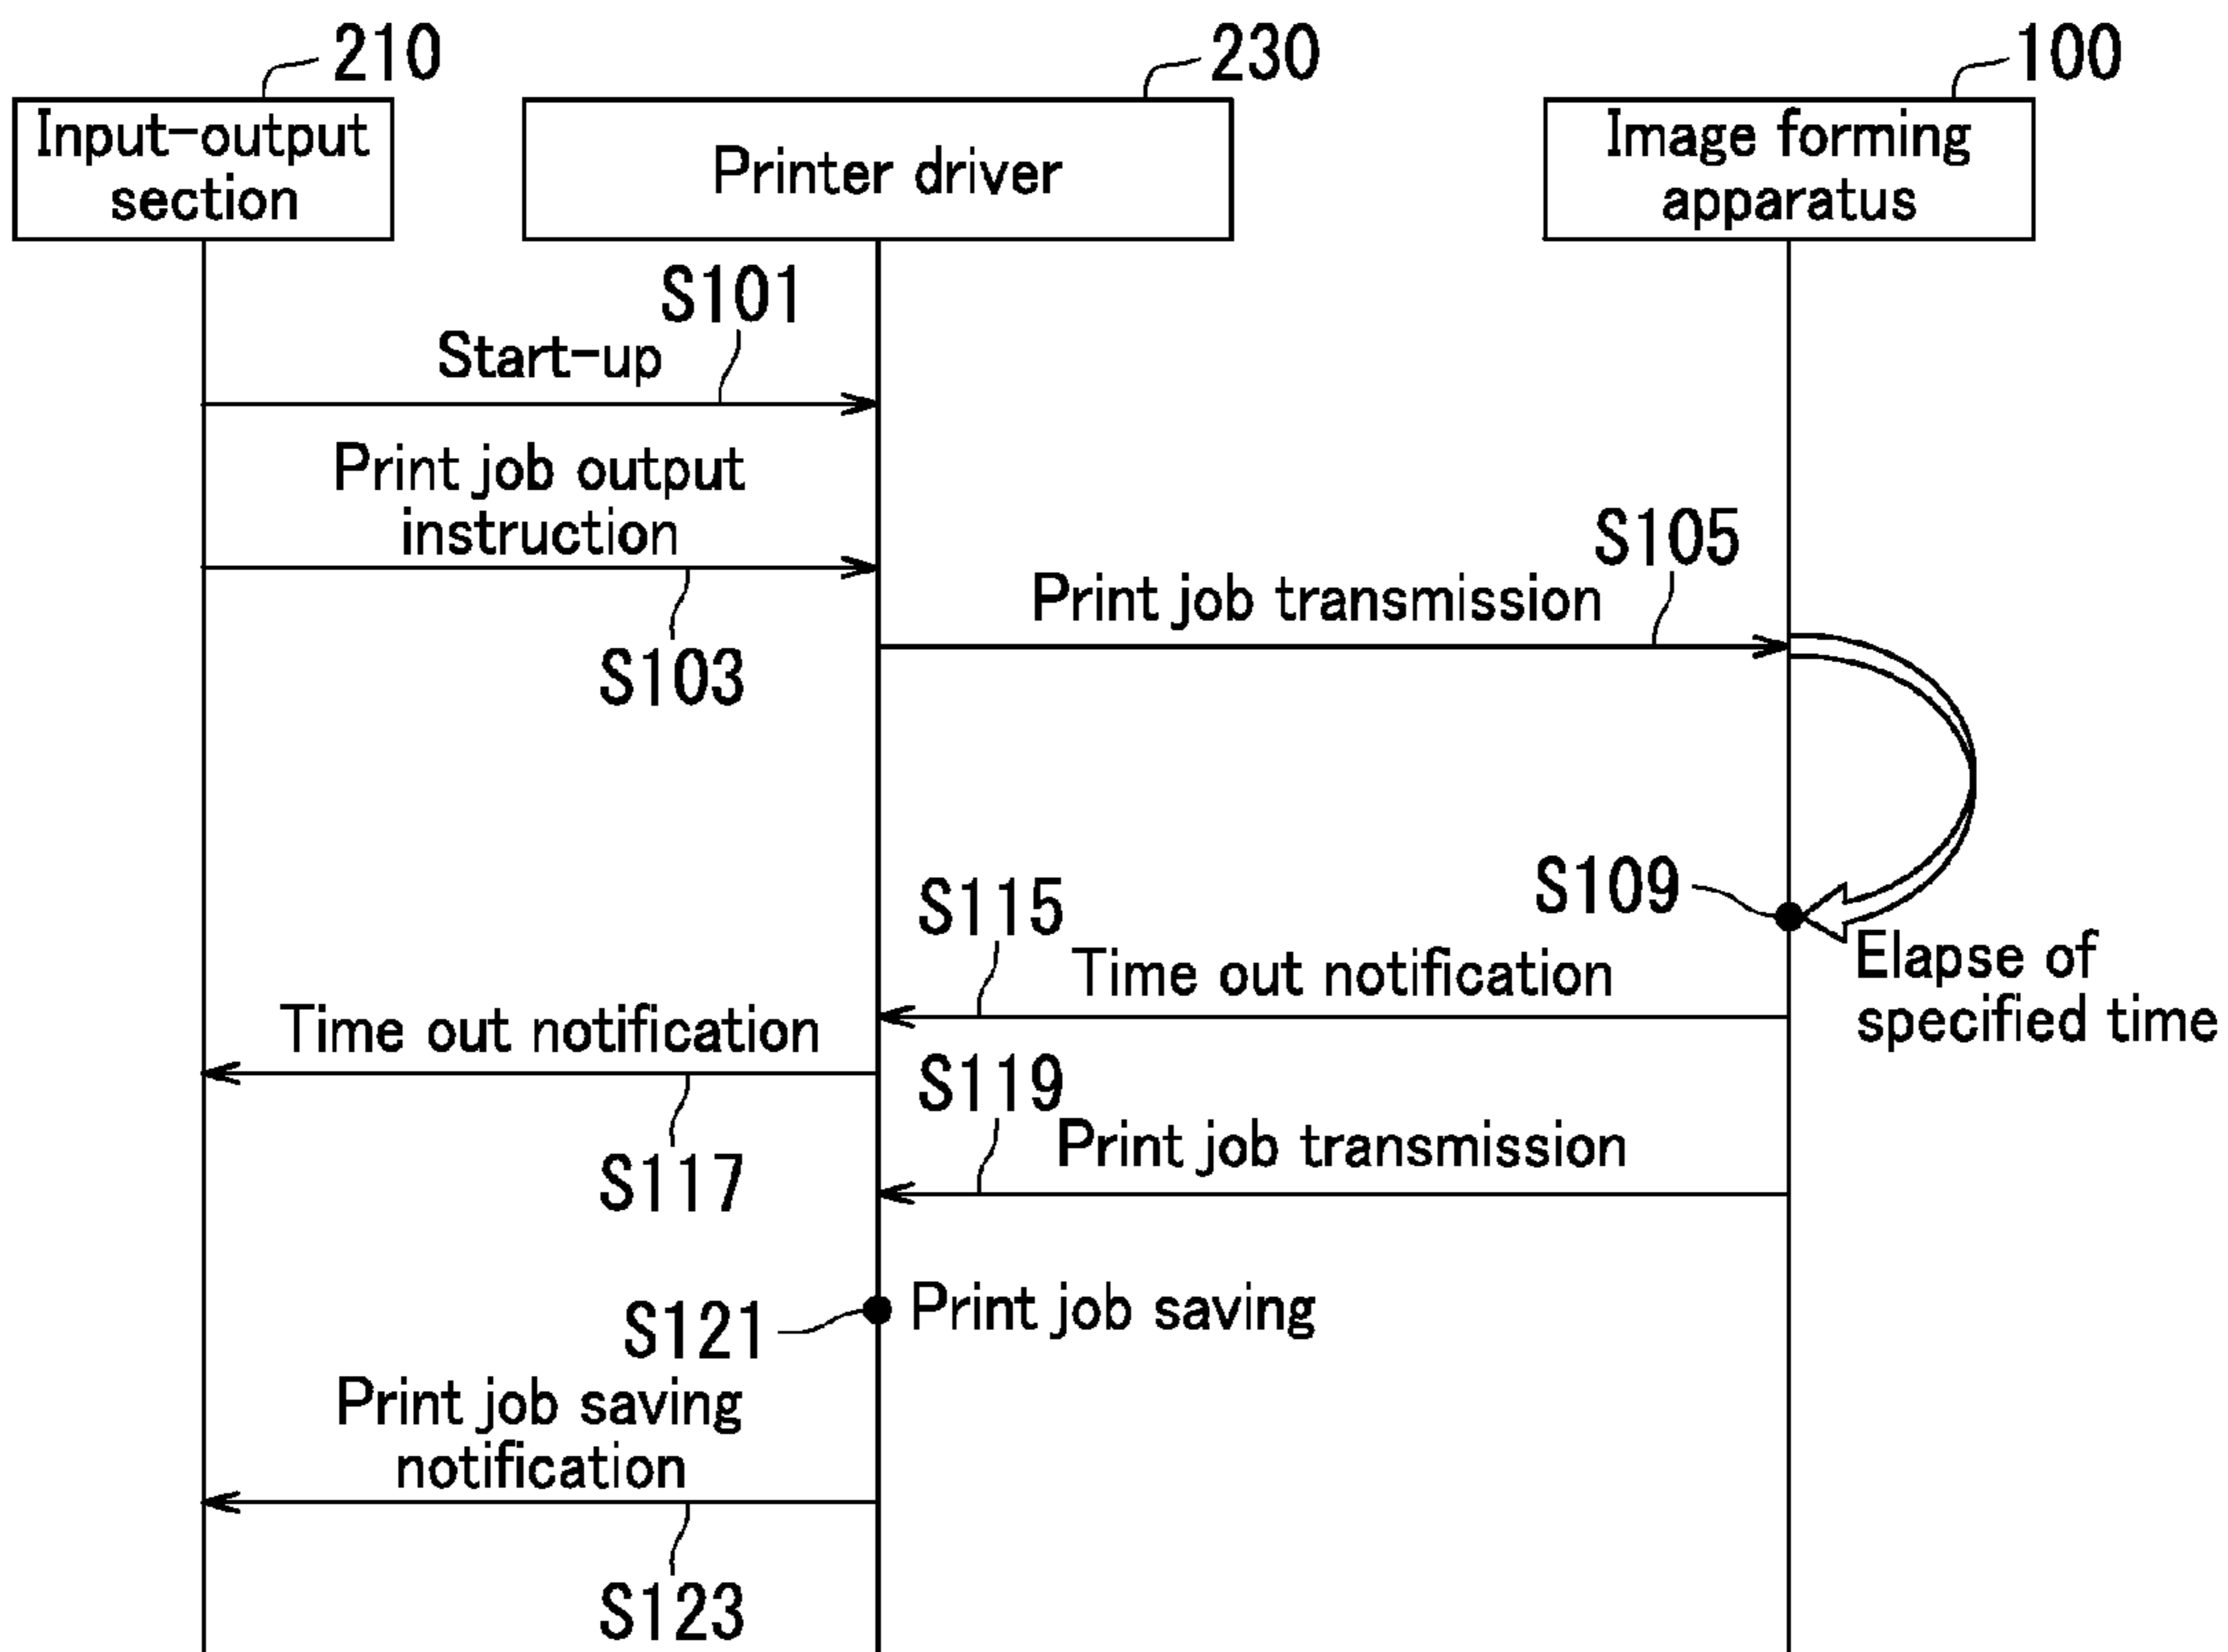 210
230
100
Input-output
section
Printer driver
Image forming
apparatus
S101
Start-up
Print job output
instruction
S103
S105
Print job transmission
S109
Elapse of
specified time
S115
Time out notification
Time out notification
S117
S119
Print job transmission
S121
Print job saving
Print job saving
notification
S123